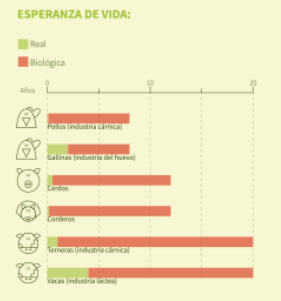 ESPERANZA DE VIDA:
Real
Biológica
0 10 20
Años
Pollos (industria cárnica)
Gallinas (industria del huevo)
Cerdos
Corderos
Terneras (industria cárnica)
Vacas (industria láctea)